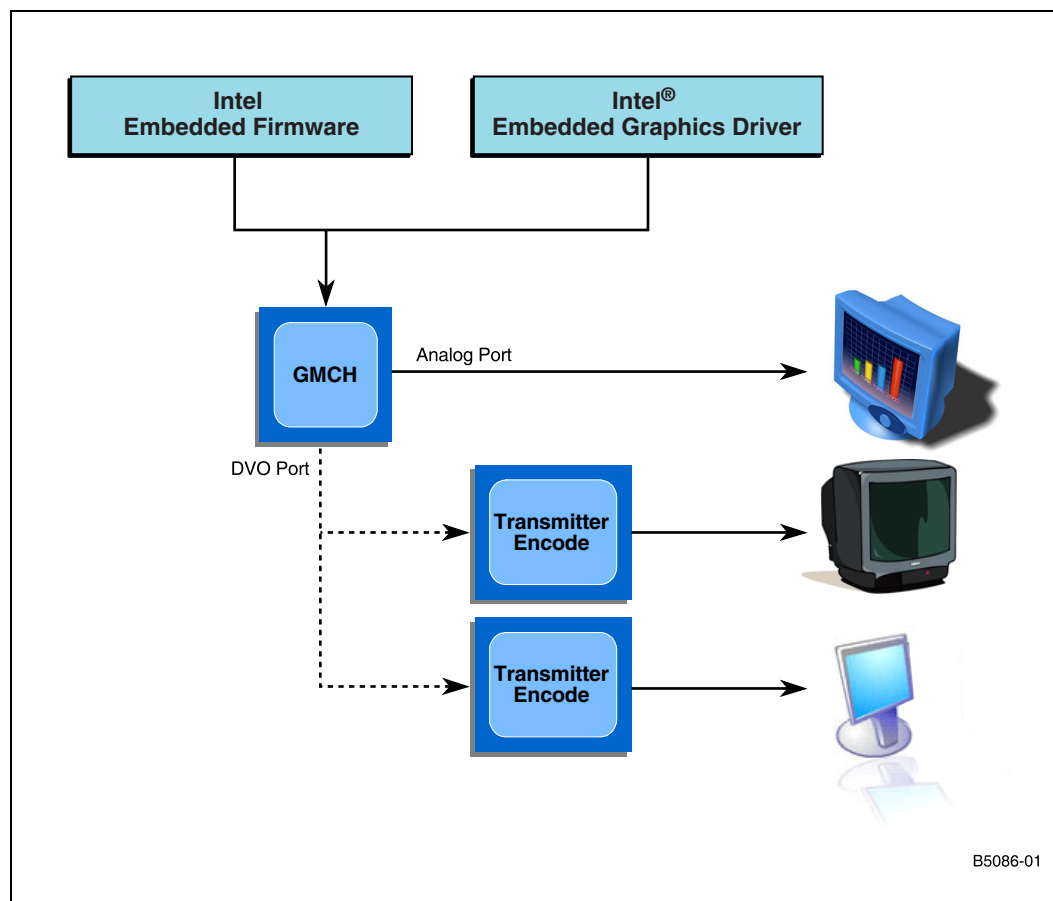 Intel
Embedded Firmware
Intel®
Embedded Graphics Driver
GMCH
Analog Port
DVO Port
Transmitter
Encode
Transmitter
Encode
B5086-01